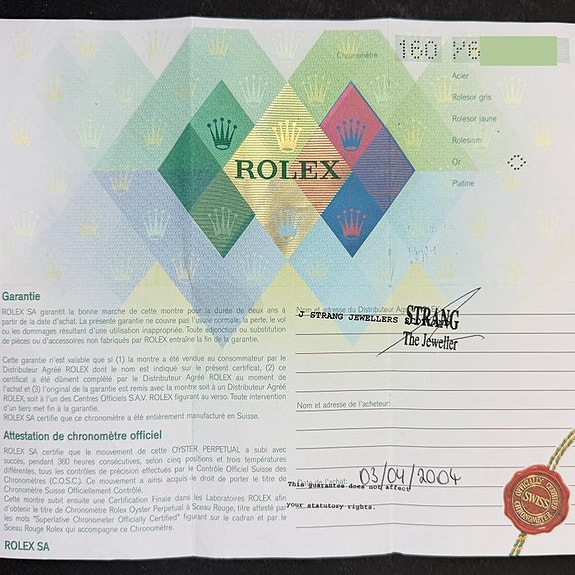 Chronomètre 160 Y6
Acier
Rolesor gris
Rolesor jaune
Rolesium
Or
Platine
ROLEX
Garantie
ROLEX SA garantit la bonne marche de cette montre pour la durée de deux ans à
partir de la date d'achat. La présente garantie ne couvre pas l'usure normale, la perte, le vol
ou les dommages résultant d'une utilisation inappropriée. Toute adjonction ou substitution
de pièces ou d'accessoires non fabriqués par ROLEX entraîne la fin de la garantie.
Cette garantie n'est valable que si (1) la montre a été vendue au consommateur par le
Distributeur Agréé ROLEX dont le nom est indiqué sur le présent certificat, (2) ce
certificat a été dûment complété par le Distributeur Agréé ROLEX au moment de
l'achat et (3) l'original de la garantie est remis avec la montre soit à un Distributeur Agréé
ROLEX, soit à l'un des Centres Officiels S.A.V. ROLEX figurant au verso. Toute intervention
d'un tiers met fin à la garantie.
ROLEX SA certifie que ce chronomètre a été entièrement manufacturé en Suisse.
Attestation de chronomètre officiel
ROLEX SA certifie que le mouvement de cette OYSTER PERPETUAL a subi avec
succès, pendant 360 heures consécutives, selon cinq positions et trois températures
différentes, tous les contrôles de précision effectués par le Contrôle Officiel Suisse des
Chronomètres (C.O.S.C.). Ce mouvement a ainsi acquis le droit de porter le titre de
Chronomètre Suisse Officiellement Contrôlé.
Cette montre subit ensuite une Certification Finale dans les Laboratoires ROLEX afin
d'obtenir le titre de Chronomètre Rolex Oyster Perpetual à Sceau Rouge, titre attesté par
les mots "Superlative Chronometer Officially Certified" figurant sur le cadran et par le
Sceau Rouge Rolex qui accompagne ce Chronomètre.
ROLEX SA
Nom et adresse du Distributeur Agréé
J STRANG JEWELLERS
STRANG
The Jeweller
Nom et adresse de l'acheteur:
Date de l'achat: 03/04/2004
This guarantee does not affect
your statutory rights.
OFFICIALLY CERTIFIED
SWISS
CHRONOMETER